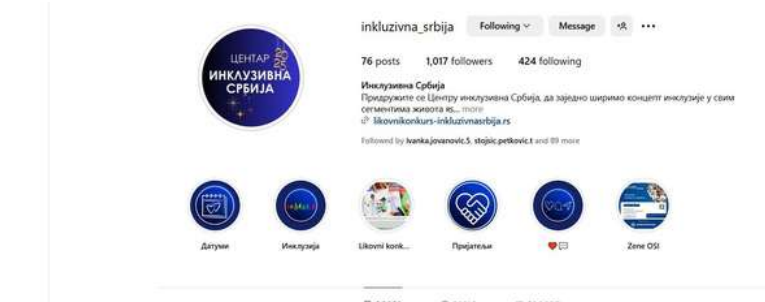 inkluzivna_srbija Following Message
76 posts 1,017 followers 424 following
ЦЕНТАР
ИНКЛУЗИВНА
СРБИЈА
Инклузивна Србија
Придружите се Центру инклузивна Србија, да заједно ширимо концепт инклузије у свим
сегментима живота кs... more
likovnikonkurs-inkluzivnasrbija.rs
Followed by ivanka.jovanovic.5, stojsic.petkovic.t and 89 more
Датуми Инклузија Likovni konk... Пријатељи Zene OSI